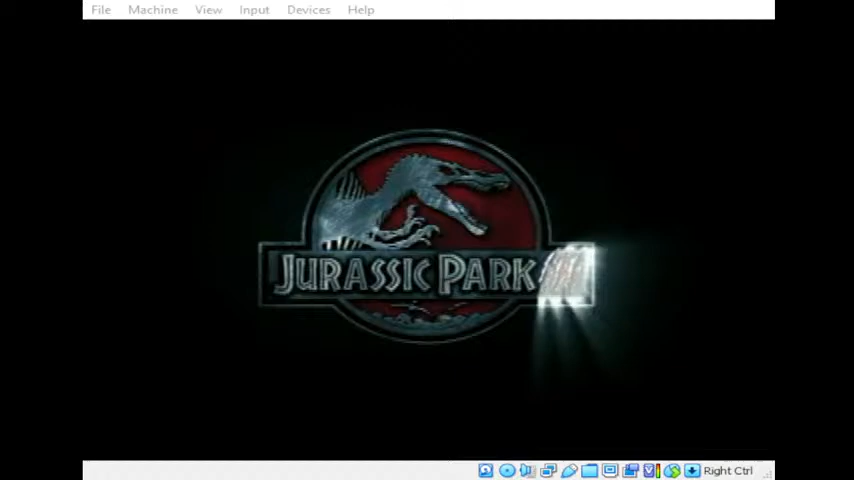 File Machine View Input Devices Help
JURASSIC PARK III
Right Ctrl